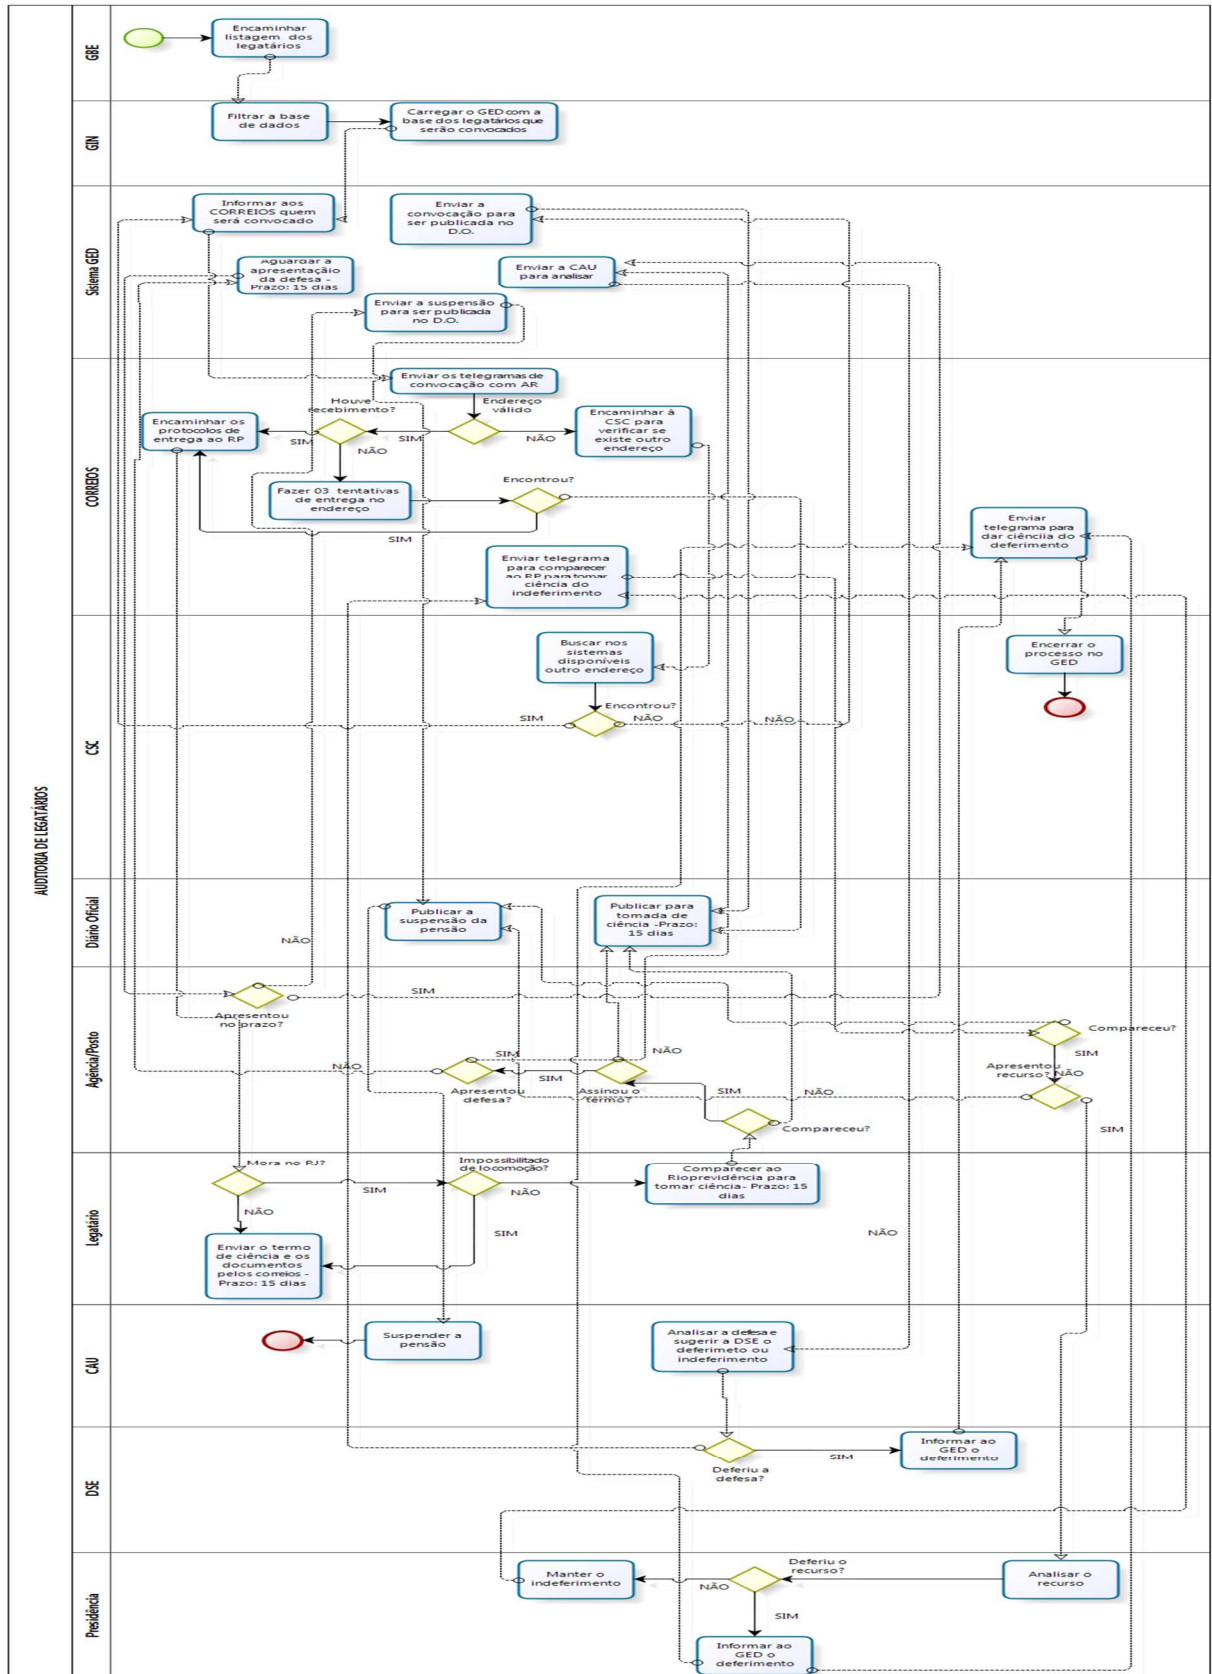 AUDITORIA DE LEGATÁRIOS
GBE
Encaminhar
listagem dos
legatários
GIN
Filtrar a base
de dados
Carregar o GED com a
base dos legatários que
serão convocados
Sistema GED
Informar aos
CORREIOS quem
será convocado
Enviar a
convocação para
ser publicada no
D.O.
Aguardar a
apresentação
da defesa -
Prazo: 15 dias
Enviar a CAU
para analisar
Enviar a suspensão
para ser publicada
no D.O.
CORREIOS
Enviar os telegramas de
convocação com AR
Houve
recebimento?
Endereço
válido
Encaminhar os
protocolos de
entrega ao RP
SIM
SIM
NÃO
NÃO
Encaminhar à
CSC para
verificar se
existe outro
endereço
Fazer 03 tentativas
de entrega no
endereço
Encontrou?
SIM
Enviar telegrama
para comparecer
ao RP para tomar
ciência do
indeferimento
Enviar
telegrama para
dar ciênciia do
deferimento
CSC
Buscar nos
sistemas
disponíveis
outro endereço
Encerrar o
processo no
GED
Encontrou?
SIM
NÃO
NÃO
Diário Oficial
Publicar a
suspensão da
pensão
Publicar para
tomada de
ciência -Prazo:
15 dias
NÃO
Agência/Posto
SIM
Apresentou
no prazo?
Compareceu?
SIM
NÃO
SIM
Apresentou
recurso?
NÃO
NÃO
SIM
Apresentou
defesa?
Assinou o
termo?
SIM
NÃO
Compareceu?
SIM
Legatário
Mora no RJ?
Impossibilitado
de locomoção?
SIM
NÃO
Comparecer ao
Rioprevidência para
tomar ciência- Prazo: 15
dias
NÃO
SIM
NÃO
Enviar o termo
de ciência e os
documentos
pelos correios -
Prazo: 15 dias
CAU
Suspender a
pensão
Analisar a defesa e
sugerir a DSE o
deferimeto ou
indeferimento
DSE
Deferiu a
defesa?
SIM
Informar ao
GED o
deferimento
Presidência
Manter o
indeferimento
NÃO
Deferiu o
recurso?
Analisar o
recurso
SIM
Informar ao
GED o
deferimento